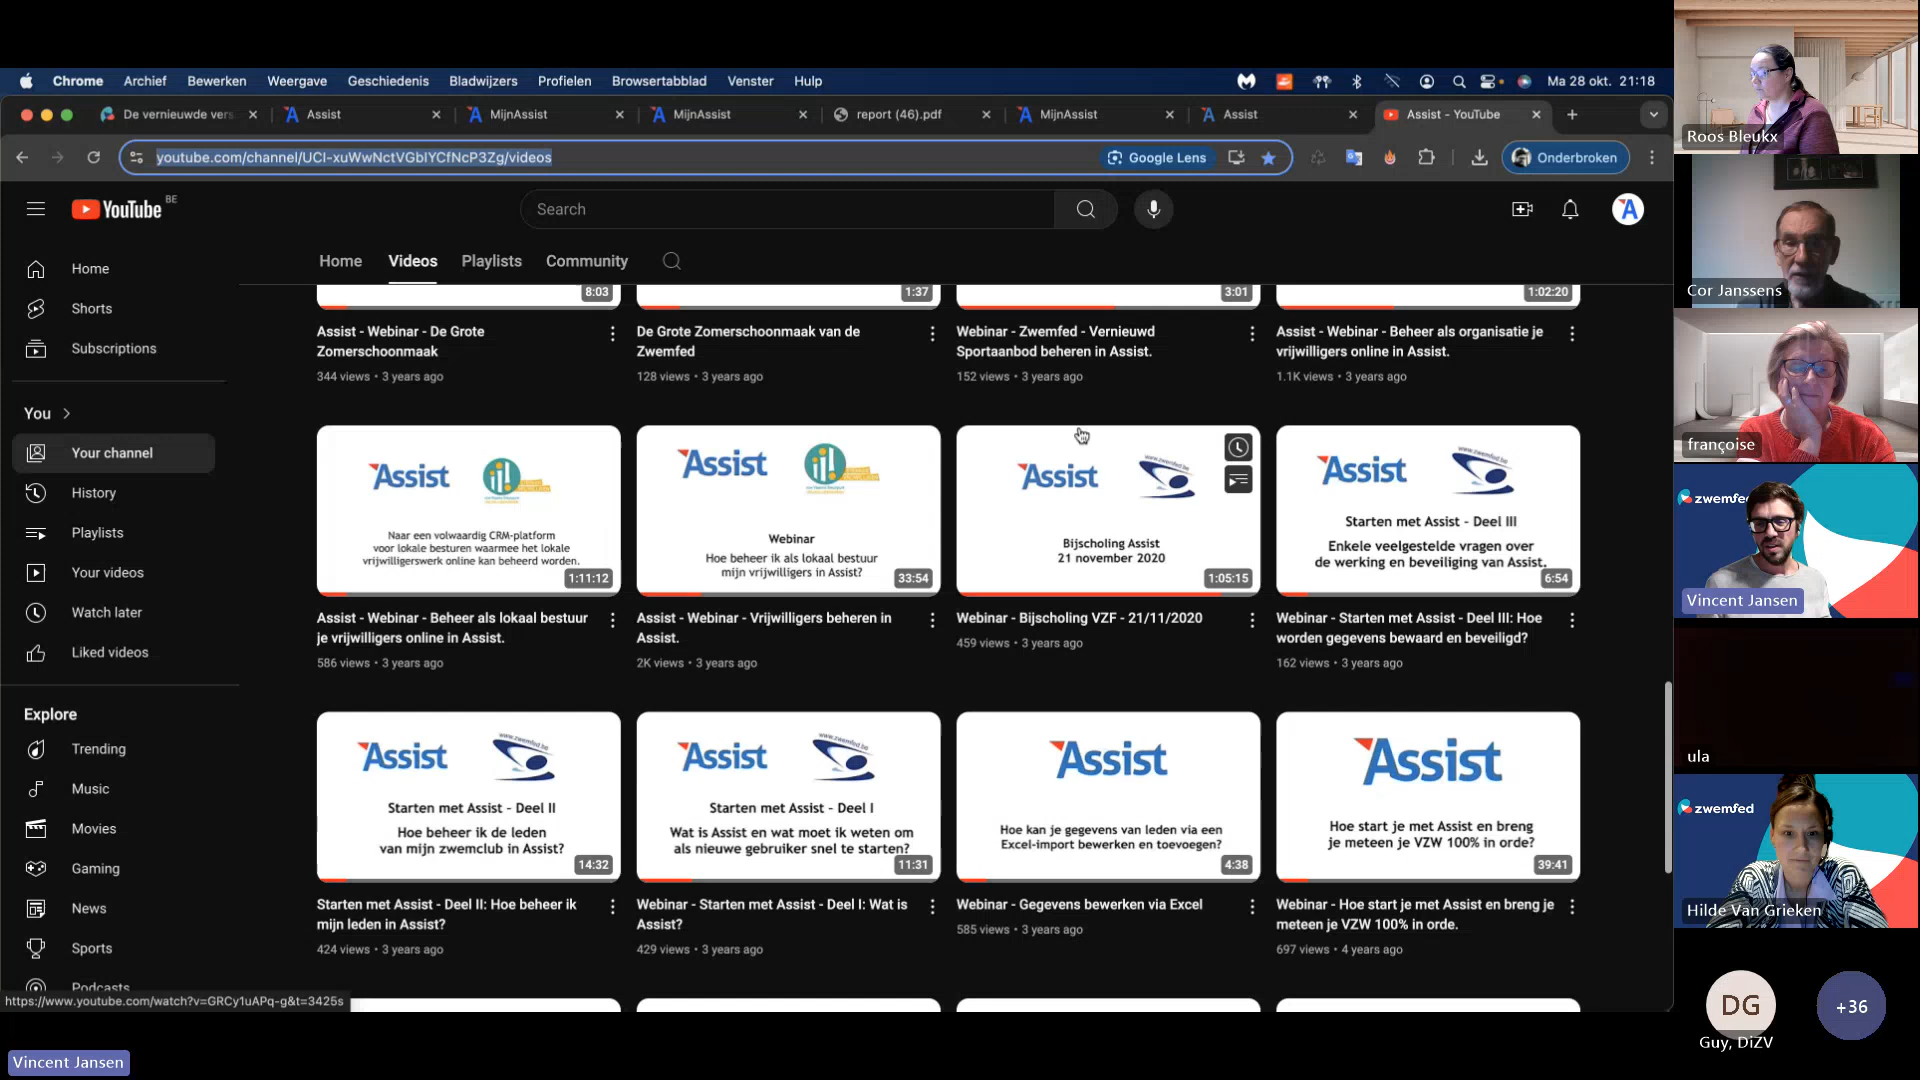 Chrome Archief Bewerken Weergave Geschiedenis Bladwijzers Profielen Browsertabblad Venster Hulp Ma 28 okt. 21:18
De vernieuwde vers Assist MijnAssist MijnAssist report (46).pdf MijnAssist Assist Assist - YouTube
youtube.com/channel/UCI-xuWwNctVGbIYCfNcP3Zg/videos Google Lens Onderbroken
YouTube BE Search
Home Videos Playlists Community
Home
Shorts
Subscriptions
You
Your channel
History
Playlists
Your videos
Watch later
Liked videos
Explore
Trending
Music
Movies
Gaming
News
Sports
Podcasts
https://www.youtube.com/watch?v=GRCy1uAPq-g&t=3425s
8:03
Assist - Webinar - De Grote
Zomerschoonmaak
344 views • 3 years ago
1:37
De Grote Zomerschoonmaak van de
Zwemfed
128 views • 3 years ago
3:01
Webinar - Zwemfed - Vernieuwd
Sportaanbod beheren in Assist.
152 views • 3 years ago
1:02:20
Assist - Webinar - Beheer als organisatie je
vrijwilligers online in Assist.
1.1K views • 3 years ago
Assist
Naar een volwaardig CRM-platform
voor lokale besturen waarmee het lokale
vrijwilligerswerk online kan beheerd worden.
1:11:12
Assist - Webinar - Beheer als lokaal bestuur
je vrijwilligers online in Assist.
586 views • 3 years ago
Assist
Webinar
Hoe beheer ik als lokaal bestuur
mijn vrijwilligers in Assist?
33:54
Assist - Webinar - Vrijwilligers beheren in
Assist.
2K views • 3 years ago
Assist www.zwemfed.be
Bijscholing Assist
21 november 2020
1:05:15
Webinar - Bijscholing VZF - 21/11/2020
459 views • 3 years ago
Assist www.zwemfed.be
Starten met Assist - Deel III
Enkele veelgestelde vragen over
de werking en beveiliging van Assist.
6:54
Webinar - Starten met Assist - Deel III: Hoe
worden gegevens bewaard en beveiligd?
162 views • 3 years ago
Assist www.zwemfed.be
Starten met Assist - Deel II
Hoe beheer ik de leden
van mijn zwemclub in Assist?
14:32
Starten met Assist - Deel II: Hoe beheer ik
mijn leden in Assist?
424 views • 3 years ago
Assist www.zwemfed.be
Starten met Assist - Deel I
Wat is Assist en wat moet ik weten om
als nieuwe gebruiker snel te starten?
11:31
Webinar - Starten met Assist - Deel I: Wat is
Assist?
429 views • 3 years ago
Assist
Hoe kan je gegevens van leden via een
Excel-import bewerken en toevoegen?
4:38
Webinar - Gegevens bewerken via Excel
585 views • 3 years ago
Assist
Hoe start je met Assist en breng
je meteen je VZW 100% in orde?
39:41
Webinar - Hoe start je met Assist en breng je
meteen je VZW 100% in orde.
697 views • 4 years ago
Roos Bleukx
Cor Janssens
françoise
zwemfed
Vincent Jansen
ula
zwemfed
Hilde Van Grieken
DG
Guy, DiZV
+36
Vincent Jansen